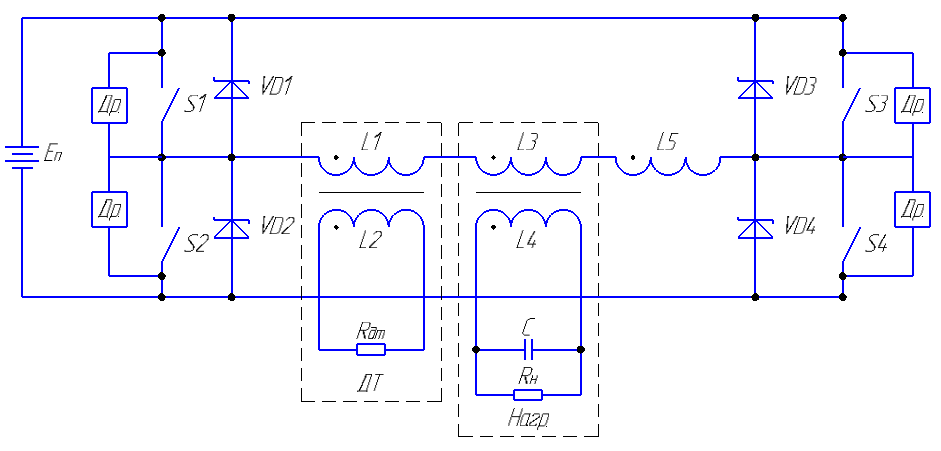 VD1
VD3
Др.
S1
S3
Др.
L1
L3
L5
Eп
Др.
S2
VD2
L2
L4
VD4
S4
Др.
Rдт
C
ДТ
Rн
Нагр.